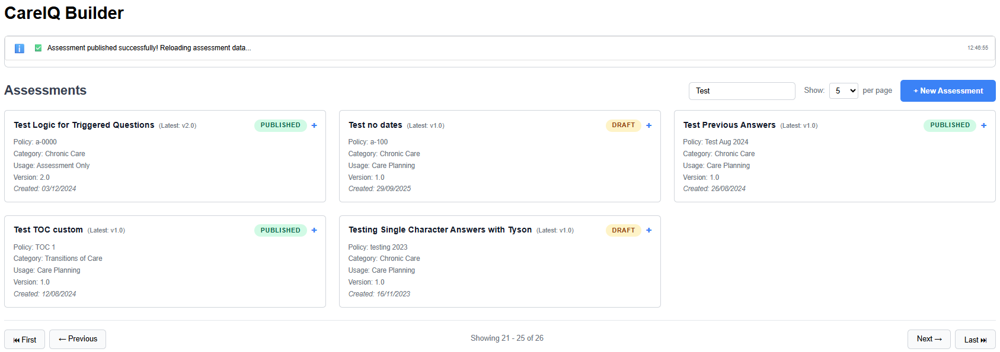 CareIQ Builder
i ✅ Assessment published successfully! Reloading assessment data... 12:46:55
Assessments
Test Show: 5 per page + New Assessment
Test Logic for Triggered Questions (Latest: v2.0) PUBLISHED +
Policy: a-0000
Category: Chronic Care
Usage: Assessment Only
Version: 2.0
Created: 03/12/2024
Test no dates (Latest: v1.0) DRAFT +
Policy: a-100
Category: Chronic Care
Usage: Care Planning
Version: 1.0
Created: 29/09/2025
Test Previous Answers (Latest: v1.0) PUBLISHED +
Policy: Test Aug 2024
Category: Chronic Care
Usage: Care Planning
Version: 1.0
Created: 26/08/2024
Test TOC custom (Latest: v1.0) PUBLISHED +
Policy: TOC 1
Category: Transitions of Care
Usage: Care Planning
Version: 1.0
Created: 12/08/2024
Testing Single Character Answers with Tyson (Latest: v1.0) DRAFT +
Policy: testing 2023
Category: Chronic Care
Usage: Care Planning
Version: 1.0
Created: 16/11/2023
⏮ First ← Previous Showing 21 - 25 of 26 Next → Last ⏭